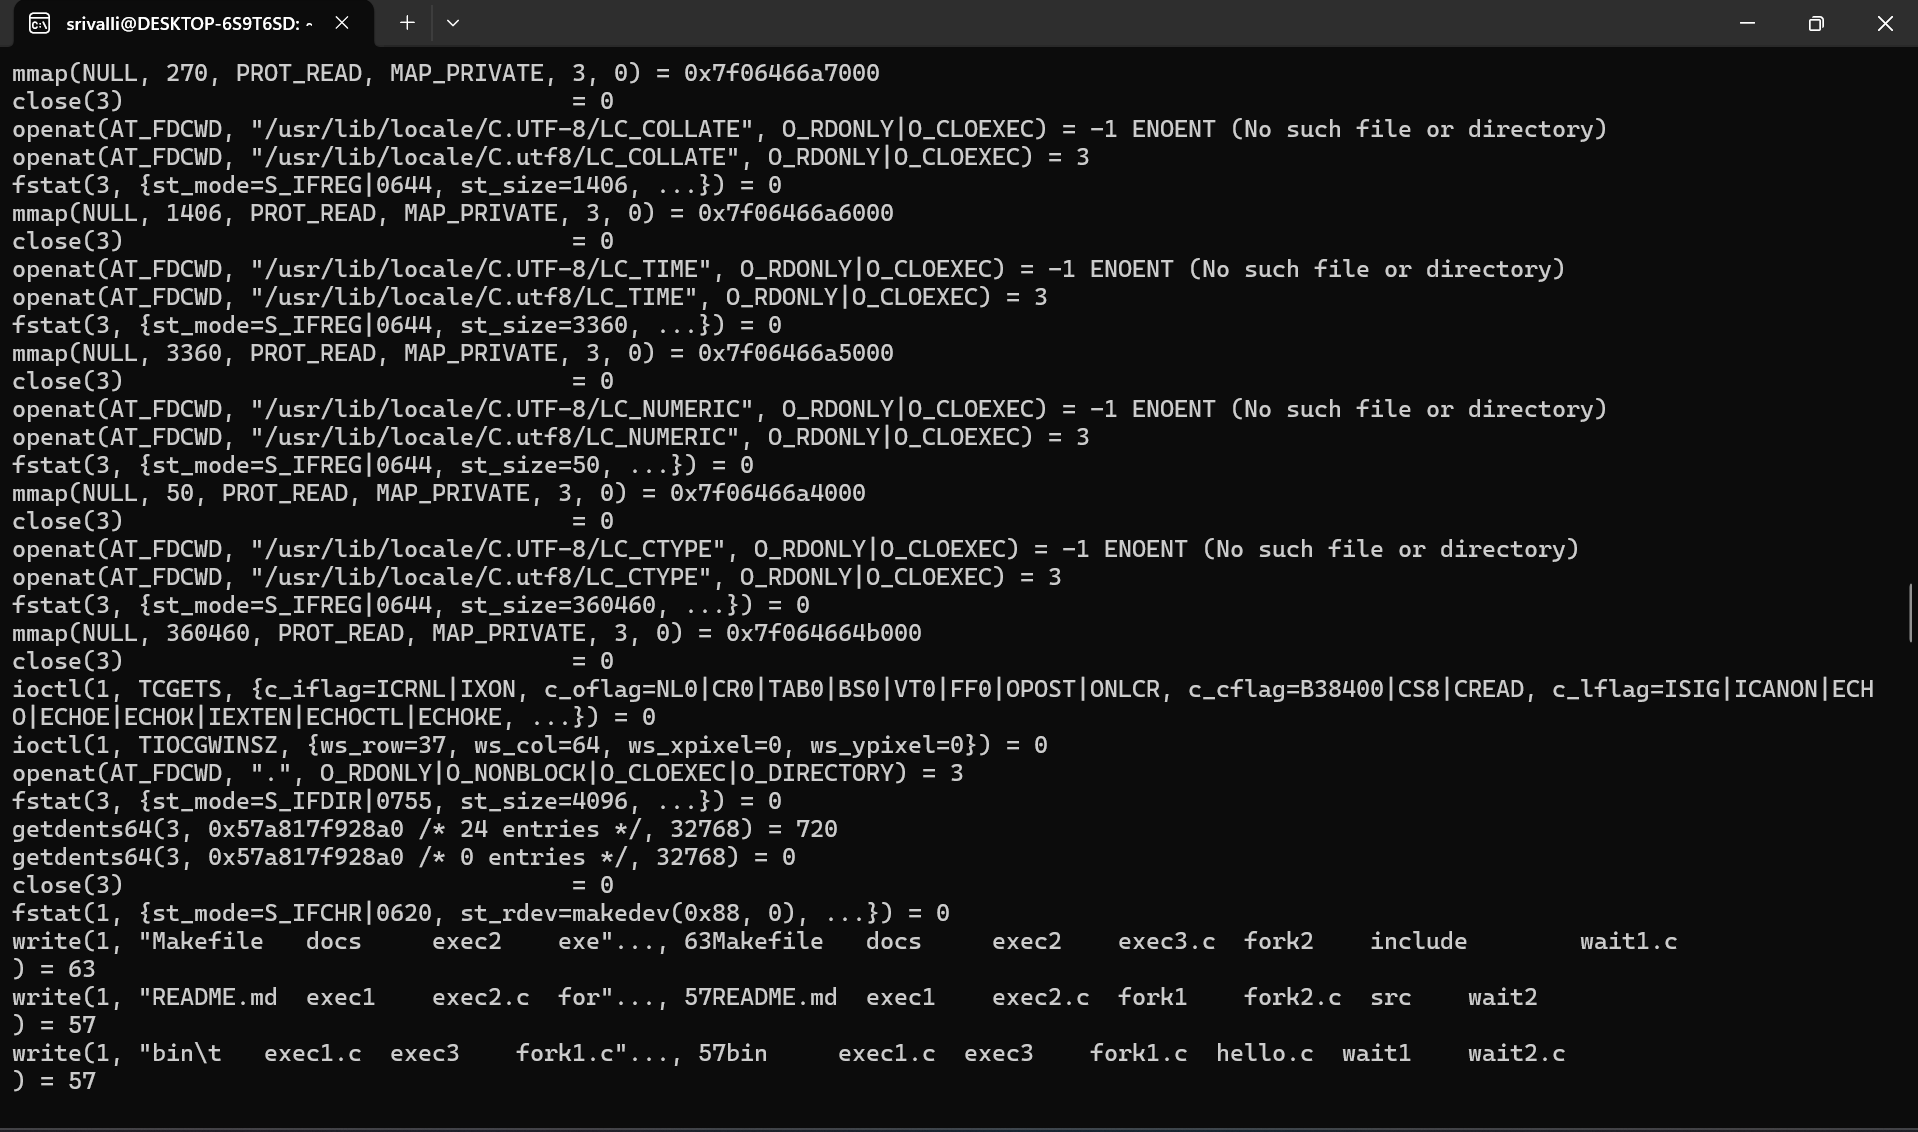 srivalli@DESKTOP-6S9T6SD: ~
mmap(NULL, 270, PROT_READ, MAP_PRIVATE, 3, 0) = 0x7f06466a7000
close(3)                                = 0
openat(AT_FDCWD, "/usr/lib/locale/C.UTF-8/LC_COLLATE", O_RDONLY|O_CLOEXEC) = -1 ENOENT (No such file or directory)
openat(AT_FDCWD, "/usr/lib/locale/C.utf8/LC_COLLATE", O_RDONLY|O_CLOEXEC) = 3
fstat(3, {st_mode=S_IFREG|0644, st_size=1406, ...}) = 0
mmap(NULL, 1406, PROT_READ, MAP_PRIVATE, 3, 0) = 0x7f06466a6000
close(3)                                = 0
openat(AT_FDCWD, "/usr/lib/locale/C.UTF-8/LC_TIME", O_RDONLY|O_CLOEXEC) = -1 ENOENT (No such file or directory)
openat(AT_FDCWD, "/usr/lib/locale/C.utf8/LC_TIME", O_RDONLY|O_CLOEXEC) = 3
fstat(3, {st_mode=S_IFREG|0644, st_size=3360, ...}) = 0
mmap(NULL, 3360, PROT_READ, MAP_PRIVATE, 3, 0) = 0x7f06466a5000
close(3)                                = 0
openat(AT_FDCWD, "/usr/lib/locale/C.UTF-8/LC_NUMERIC", O_RDONLY|O_CLOEXEC) = -1 ENOENT (No such file or directory)
openat(AT_FDCWD, "/usr/lib/locale/C.utf8/LC_NUMERIC", O_RDONLY|O_CLOEXEC) = 3
fstat(3, {st_mode=S_IFREG|0644, st_size=50, ...}) = 0
mmap(NULL, 50, PROT_READ, MAP_PRIVATE, 3, 0) = 0x7f06466a4000
close(3)                                = 0
openat(AT_FDCWD, "/usr/lib/locale/C.UTF-8/LC_CTYPE", O_RDONLY|O_CLOEXEC) = -1 ENOENT (No such file or directory)
openat(AT_FDCWD, "/usr/lib/locale/C.utf8/LC_CTYPE", O_RDONLY|O_CLOEXEC) = 3
fstat(3, {st_mode=S_IFREG|0644, st_size=360460, ...}) = 0
mmap(NULL, 360460, PROT_READ, MAP_PRIVATE, 3, 0) = 0x7f064664b000
close(3)                                = 0
ioctl(1, TCGETS, {c_iflag=ICRNL|IXON, c_oflag=NL0|CR0|TAB0|BS0|VT0|FF0|OPOST|ONLCR, c_cflag=B38400|CS8|CREAD, c_lflag=ISIG|ICANON|ECH
O|ECHOE|ECHOK|IEXTEN|ECHOCTL|ECHOKE, ...}) = 0
ioctl(1, TIOCGWINSZ, {ws_row=37, ws_col=64, ws_xpixel=0, ws_ypixel=0}) = 0
openat(AT_FDCWD, ".", O_RDONLY|O_NONBLOCK|O_CLOEXEC|O_DIRECTORY) = 3
fstat(3, {st_mode=S_IFDIR|0755, st_size=4096, ...}) = 0
getdents64(3, 0x57a817f928a0 /* 24 entries */, 32768) = 720
getdents64(3, 0x57a817f928a0 /* 0 entries */, 32768) = 0
close(3)                                = 0
fstat(1, {st_mode=S_IFCHR|0620, st_rdev=makedev(0x88, 0), ...}) = 0
write(1, "Makefile   docs     exec2    exe"..., 63Makefile   docs     exec2    exec3.c  fork2    include        wait1.c
) = 63
write(1, "README.md  exec1    exec2.c  for"..., 57README.md  exec1    exec2.c  fork1    fork2.c  src    wait2
) = 57
write(1, "bin\t   exec1.c  exec3    fork1.c"..., 57bin     exec1.c  exec3    fork1.c  hello.c  wait1    wait2.c
) = 57